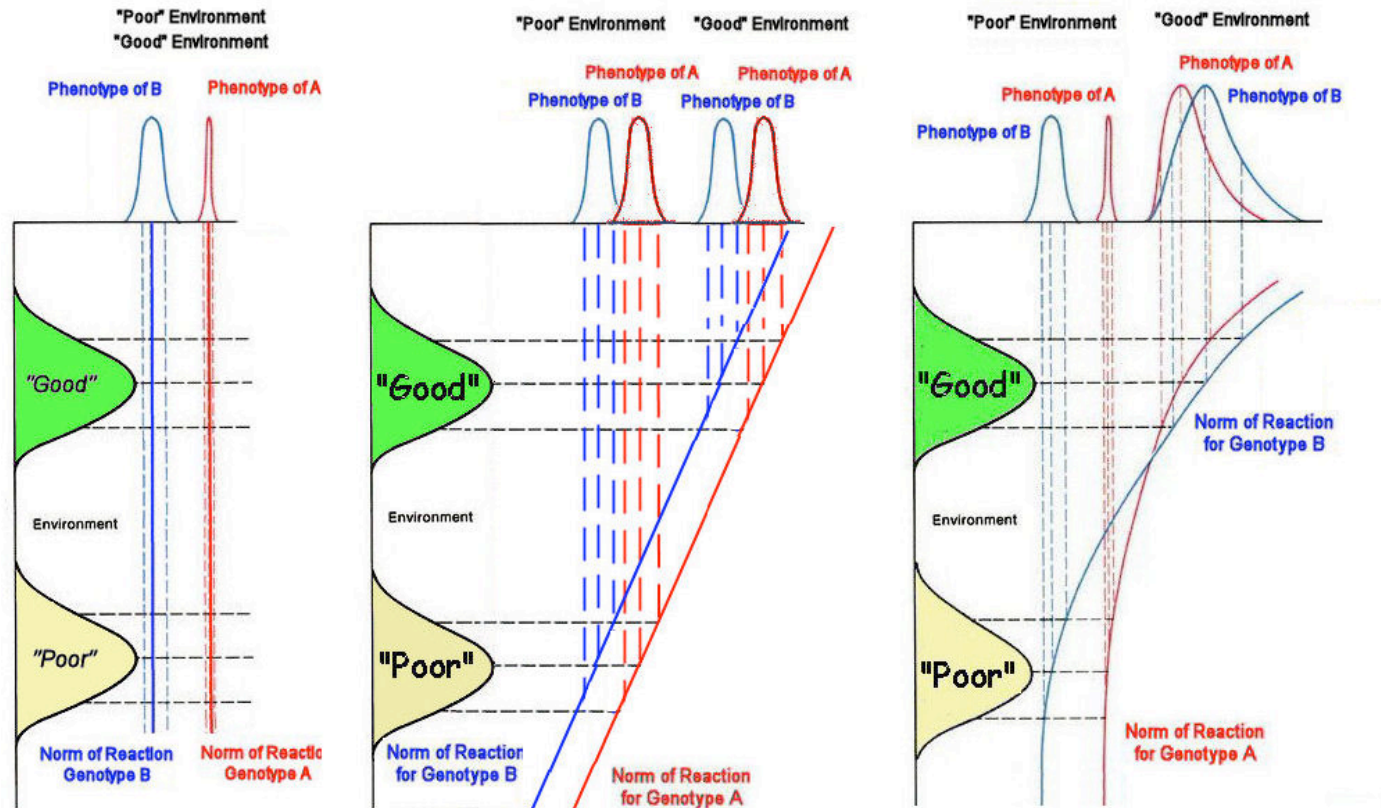 "Poor" Environment
"Good" Environment
Phenotype of B
Phenotype of A
"Good"
Environment
"Poor"
Norm of Reaction
Genotype B
Norm of Reactic
Genotype A
"Poor" Environment
"Good" Environment
Phenotype of A
Phenotype of A
Phenotype of B
Phenotype of B
"Good"
Environment
"Poor"
Norm of Reaction
for Genotype B
Norm of Reaction
for Genotype A
"Poor" Environment
"Good" Environment
Phenotype of A
Phenotype of A
Phenotype of B
Phenotype of B
"Good"
Norm of Reaction
for Genotype B
Environment
"Poor"
Norm of Reaction
for Genotype A